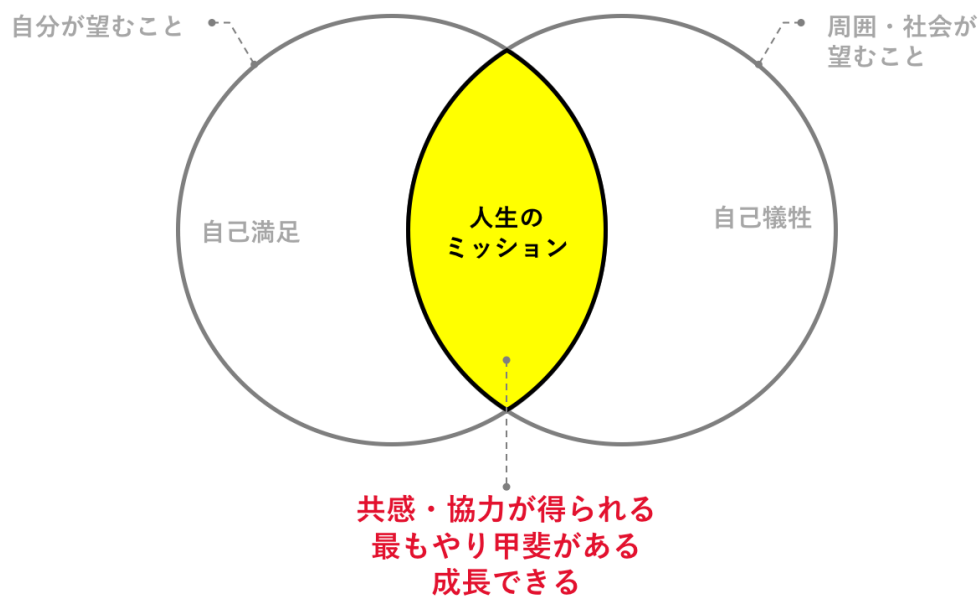 自分が望むこと
周囲・社会が
望むこと
自己満足
人生の
ミッション
自己犠牲
共感・協力が得られる
最もやり甲斐がある
成長できる